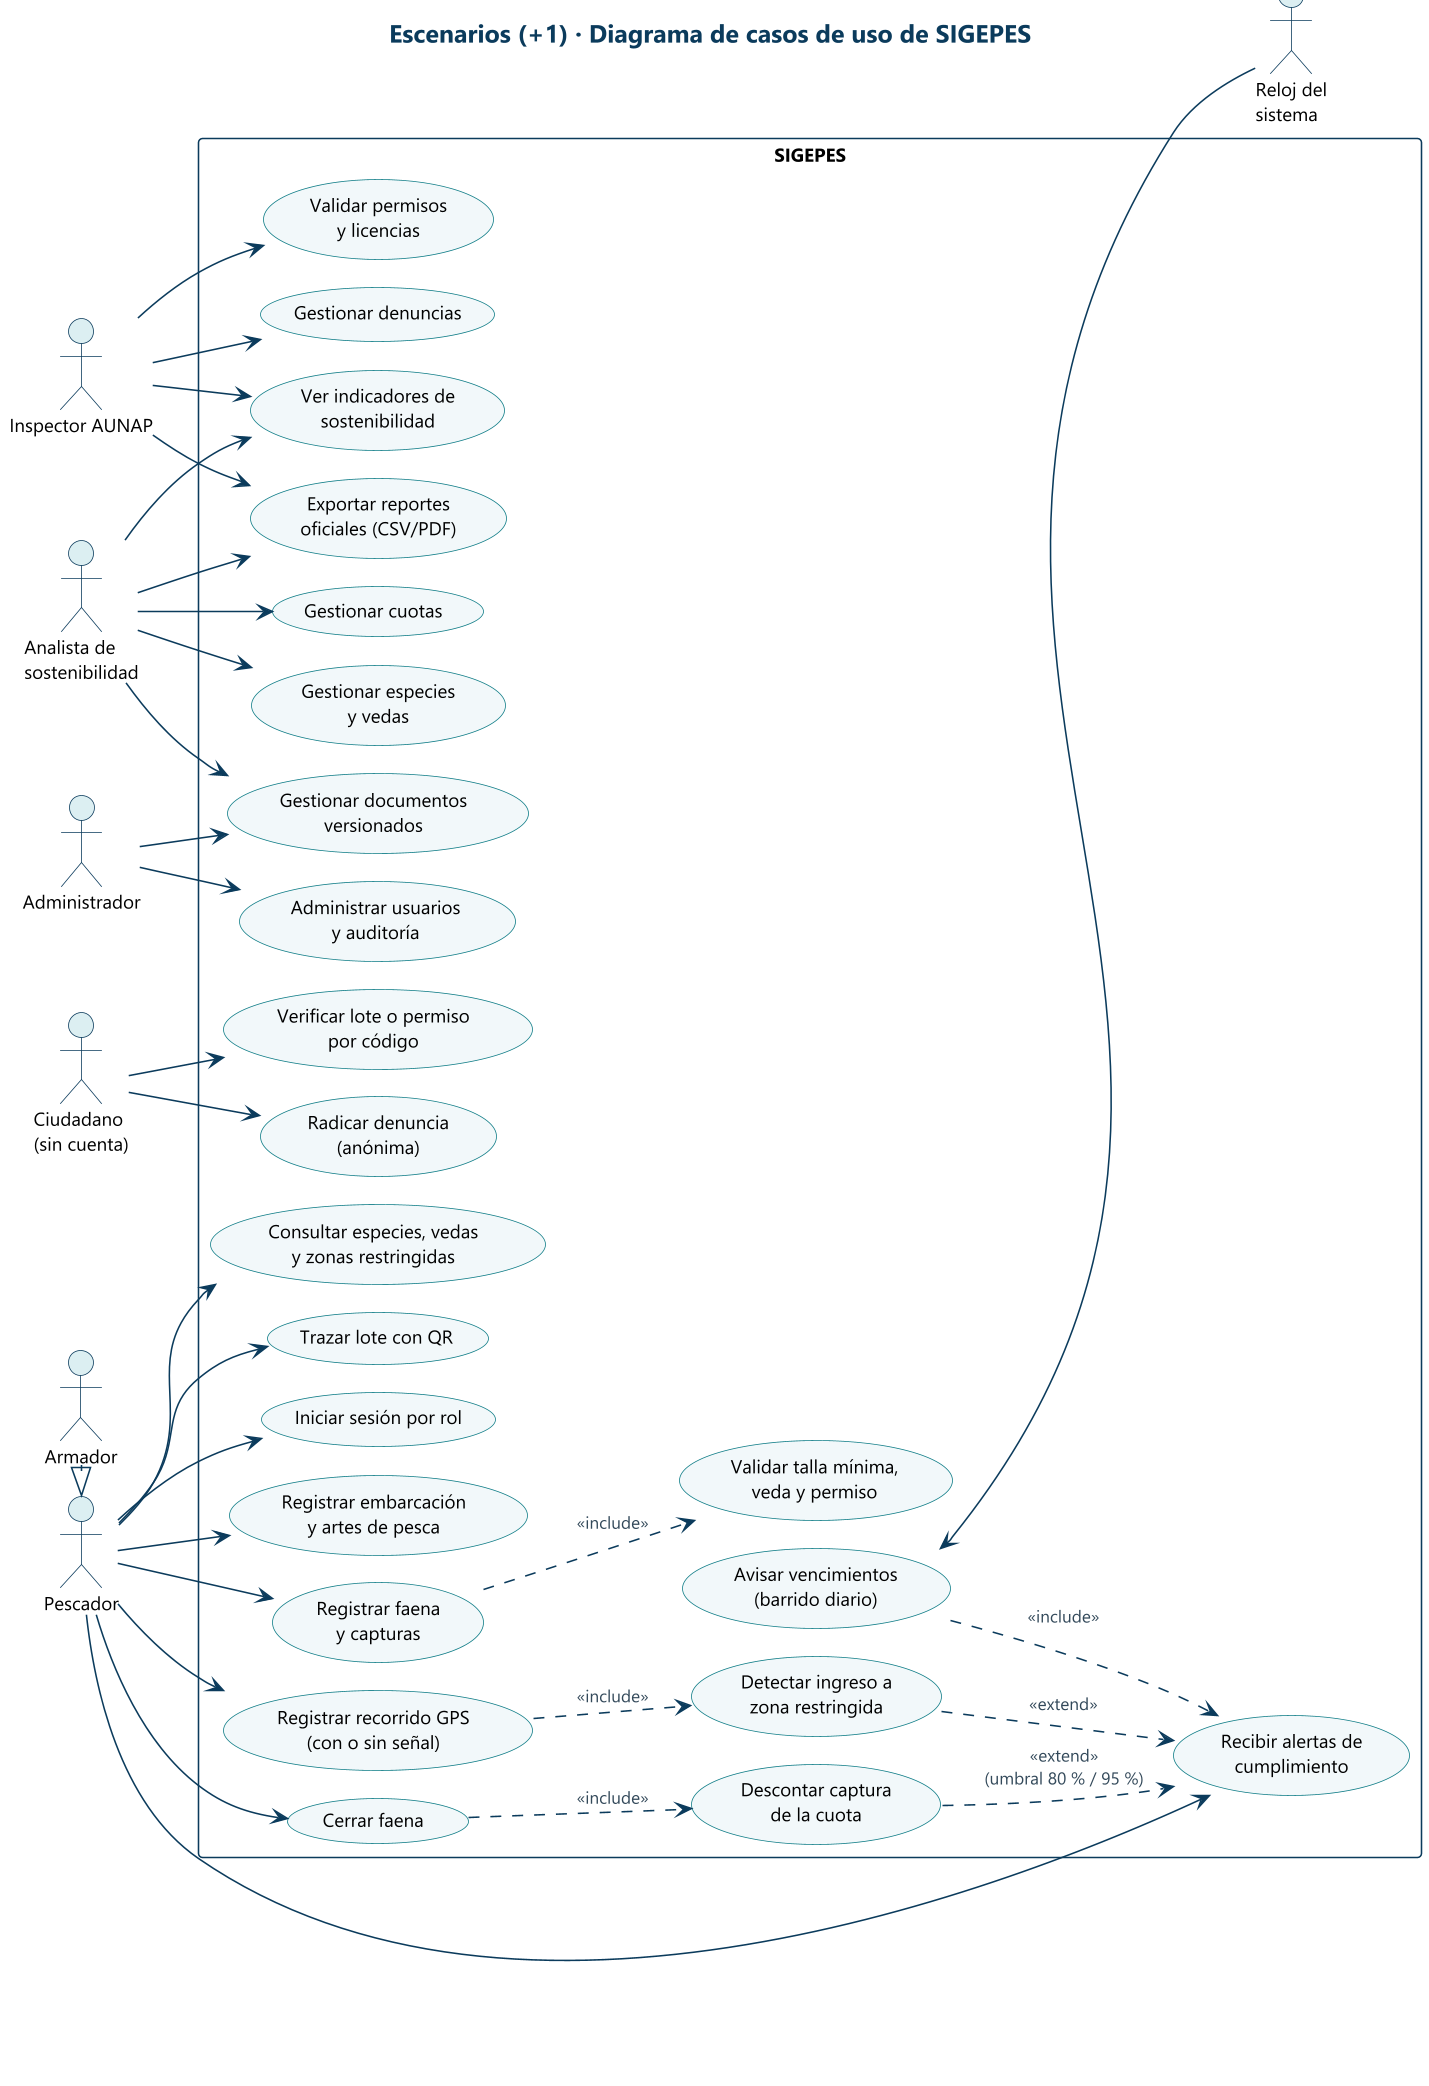 Escenarios (+1) · Diagrama de casos de uso de SIGEPES
Reloj del
sistema
SIGEPES
Validar permisos
y licencias
Gestionar denuncias
Ver indicadores de
sostenibilidad
Inspector AUNAP
Exportar reportes
oficiales (CSV/PDF)
Gestionar cuotas
Analista de
sostenibilidad
Gestionar especies
y vedas
Gestionar documentos
versionados
Administrador
Administrar usuarios
y auditoría
Verificar lote o permiso
por código
Ciudadano
(sin cuenta)
Radicar denuncia
(anónima)
Consultar especies, vedas
y zonas restringidas
Trazar lote con QR
Iniciar sesión por rol
Armador
Validar talla mínima,
veda y permiso
Registrar embarcación
y artes de pesca
«include»
Avisar vencimientos
(barrido diario)
Pescador
Registrar faena
y capturas
«include»
Detectar ingreso a
zona restringida
«include»
«extend»
Registrar recorrido GPS
(con o sin señal)
Recibir alertas de
cumplimiento
«extend»
(umbral 80 % / 95 %)
«include»
Descontar captura
de la cuota
Cerrar faena